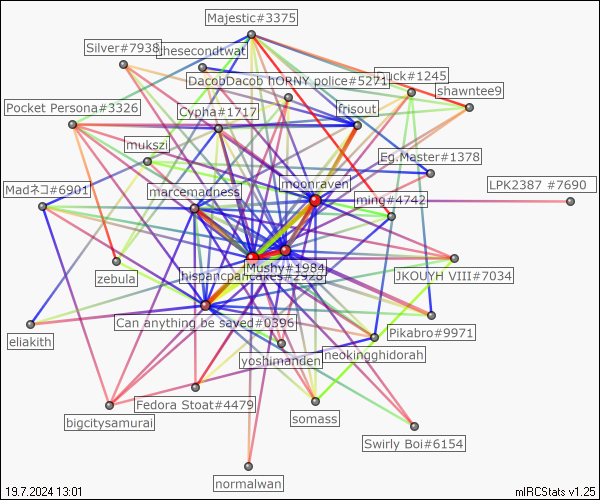 Majestic#3375
Silver#7938
thesecondtwat
DacobDacob hORNY police#5271
shawntee9
Pocket Persona#3326
Cypha#1717
frisout
mukszi
Eg.Master#1378
marcemadness
moonraven
LPK2387 #7690
Madネコ#6901
ming#4742
Mushy#1984
zebula
hispancpancakes#2928
JKOUYH VIII#7034
Can anything be saved#0396
Pikabro#9971
eliakith
yoshimanden
neokingghidorah
Fedora Stoat#4479
somass
bigcitysamurai
Swirly Boi#6154
normalwan
19.7.2024 13:01
mIRCStats v1.25